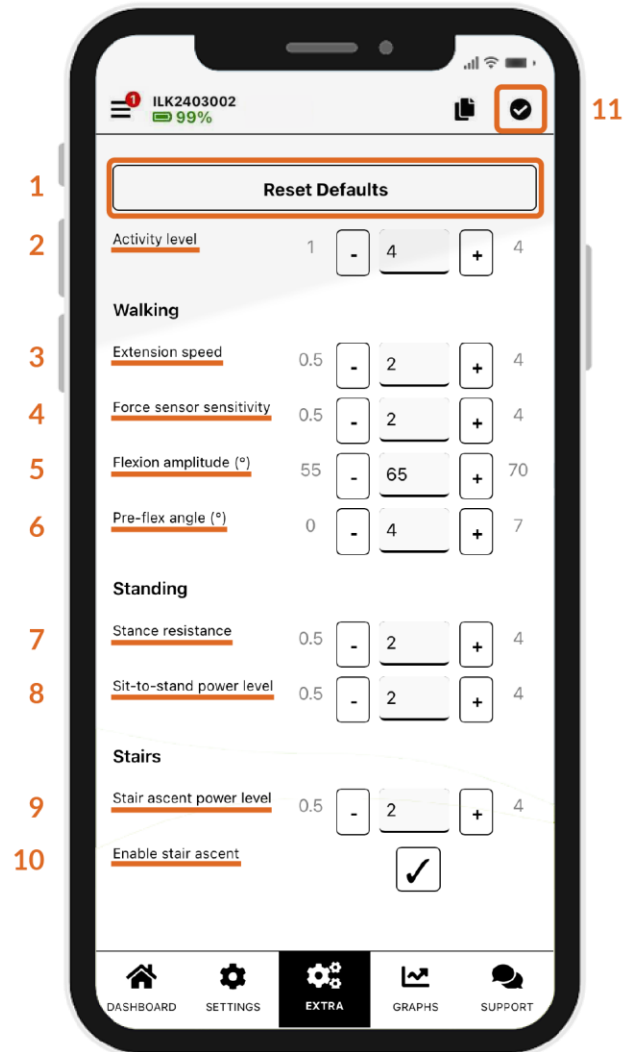 ILK2403002
1
99%
11
1 Reset Defaults
2 Activity level 1 - 4 + 4
Walking
3 Extension speed 0.5 - 2 + 4
4 Force sensor sensitivity 0.5 - 2 + 4
5 Flexion amplitude (°) 55 - 65 + 70
6 Pre-flex angle (°) 0 - 4 + 7
Standing
7 Stance resistance 0.5 - 2 + 4
8 Sit-to-stand power level 0.5 - 2 + 4
Stairs
9 Stair ascent power level 0.5 - 2 + 4
10 Enable stair ascent ✓
DASHBOARD SETTINGS EXTRA GRAPHS SUPPORT